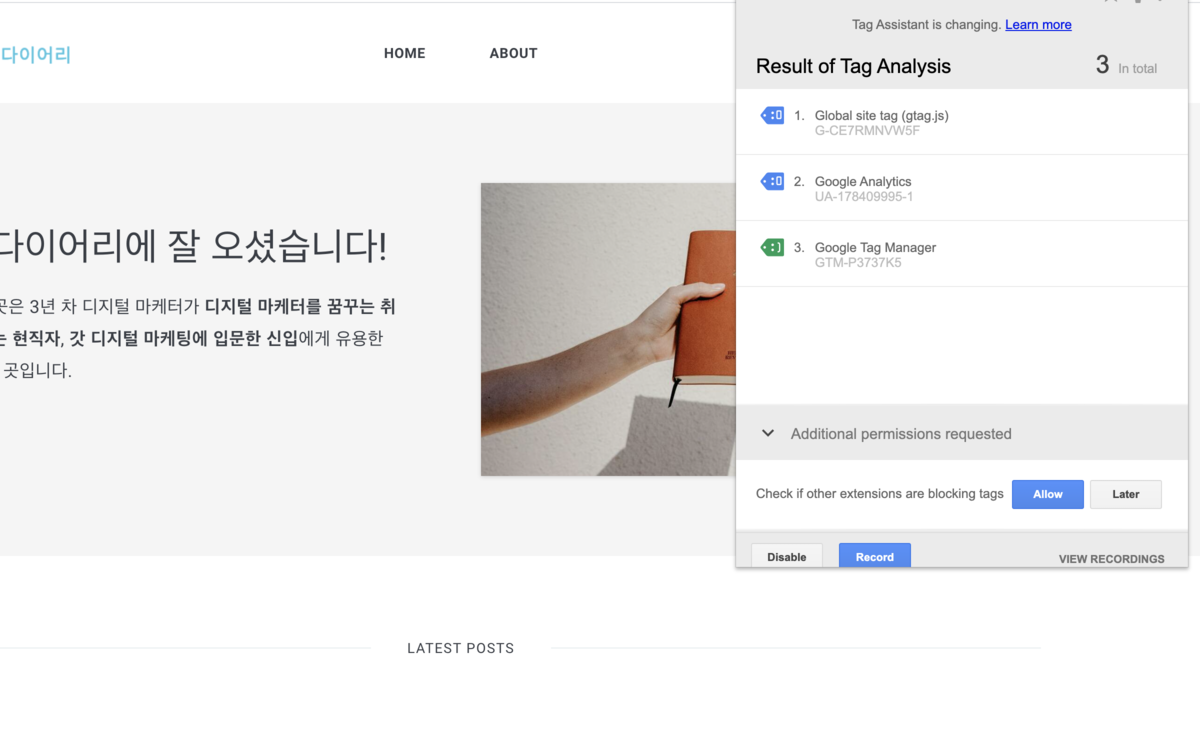 다이어리
HOME
ABOUT
다이어리에 잘 오셨습니다!
곳은 3년 차 디지털 마케터가 디지털 마케터를 꿈꾸는 취
는 현직자, 갓 디지털 마케팅에 입문한 신입에게 유용한
곳입니다.
LATEST POSTS
Tag Assistant is changing. Learn more
Result of Tag Analysis
3 In total
1. Global site tag (gtag.js)
G-CE7RMNVW5F
2. Google Analytics
UA-178409995-1
3. Google Tag Manager
GTM-P3737K5
Additional permissions requested
Check if other extensions are blocking tags Allow Later
Disable Record VIEW RECORDINGS